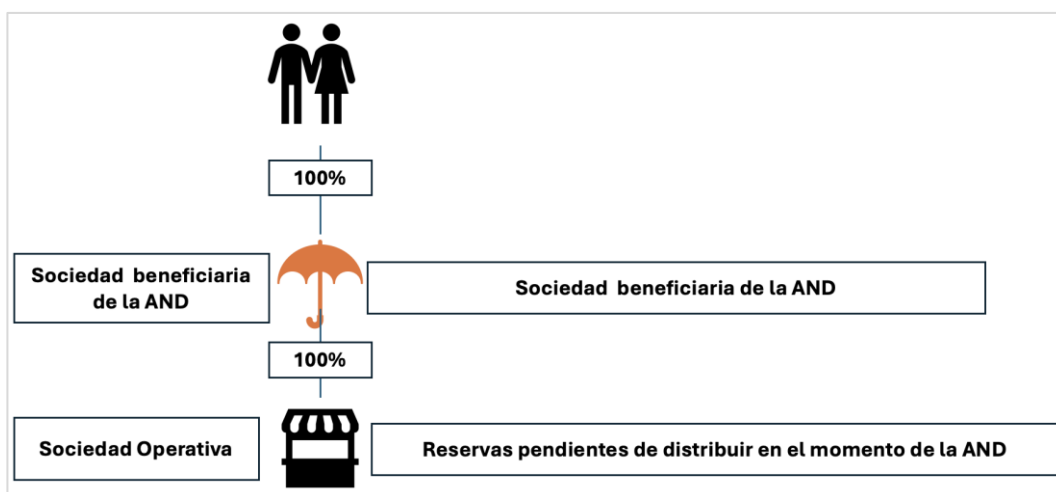 100%
Sociedad beneficiaria
de la AND
Sociedad beneficiaria de la AND
100%
Sociedad Operativa
Reservas pendientes de distribuir en el momento de la AND